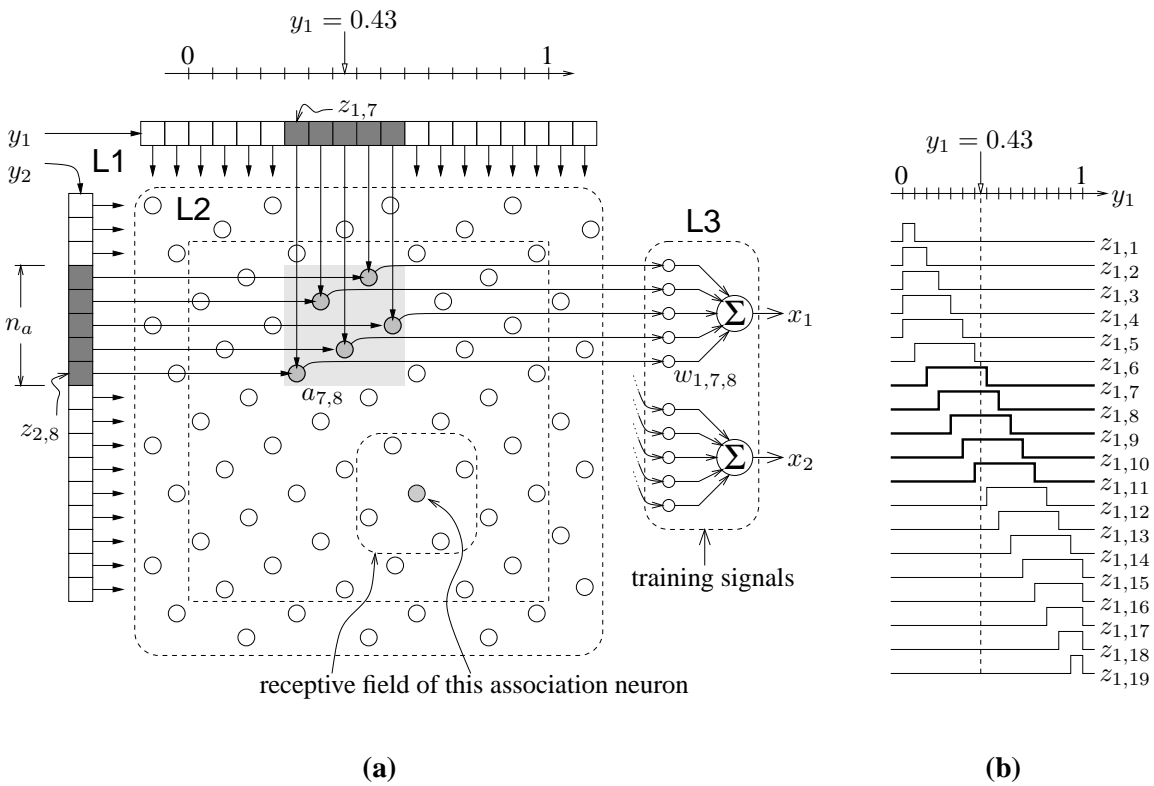 y₁ = 0.43
0 1
z₁,₇
y₁
L1
y₂
L2
L3
nₐ
z₂,₈
a₇,₈
w₁,₇,₈
Σ
x₁
Σ
x₂
training signals
receptive field of this association neuron
(a)
y₁ = 0.43
0 1
y₁
z₁,₁
z₁,₂
z₁,₃
z₁,₄
z₁,₅
z₁,₆
z₁,₇
z₁,₈
z₁,₉
z₁,₁₀
z₁,₁₁
z₁,₁₂
z₁,₁₃
z₁,₁₄
z₁,₁₅
z₁,₁₆
z₁,₁₇
z₁,₁₈
z₁,₁₉
(b)